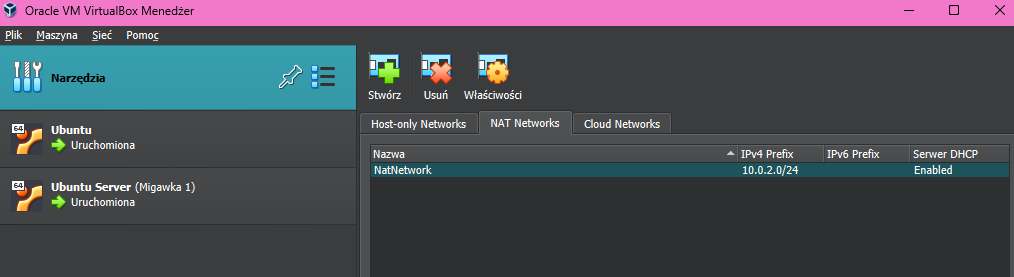 Oracle VM VirtualBox Menedżer
Plik Maszyna Sieć Pomoc
Narzędzia
64 Ubuntu
Uruchomiona
64 Ubuntu Server (Migawka 1)
Uruchomiona
Stwórz Usuń Właściwości
Host-only Networks NAT Networks Cloud Networks
Nazwa IPv4 Prefix IPv6 Prefix Serwer DHCP
NatNetwork 10.0.2.0/24 Enabled